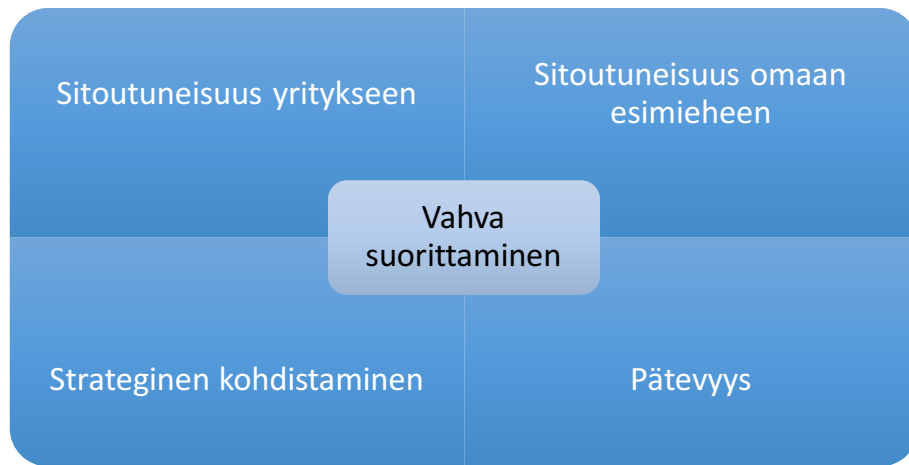 Sitoutuneisuus yritykseen
Sitoutuneisuus omaan
esimieheen
Vahva
suorittaminen
Strateginen kohdistaminen
Pätevyys